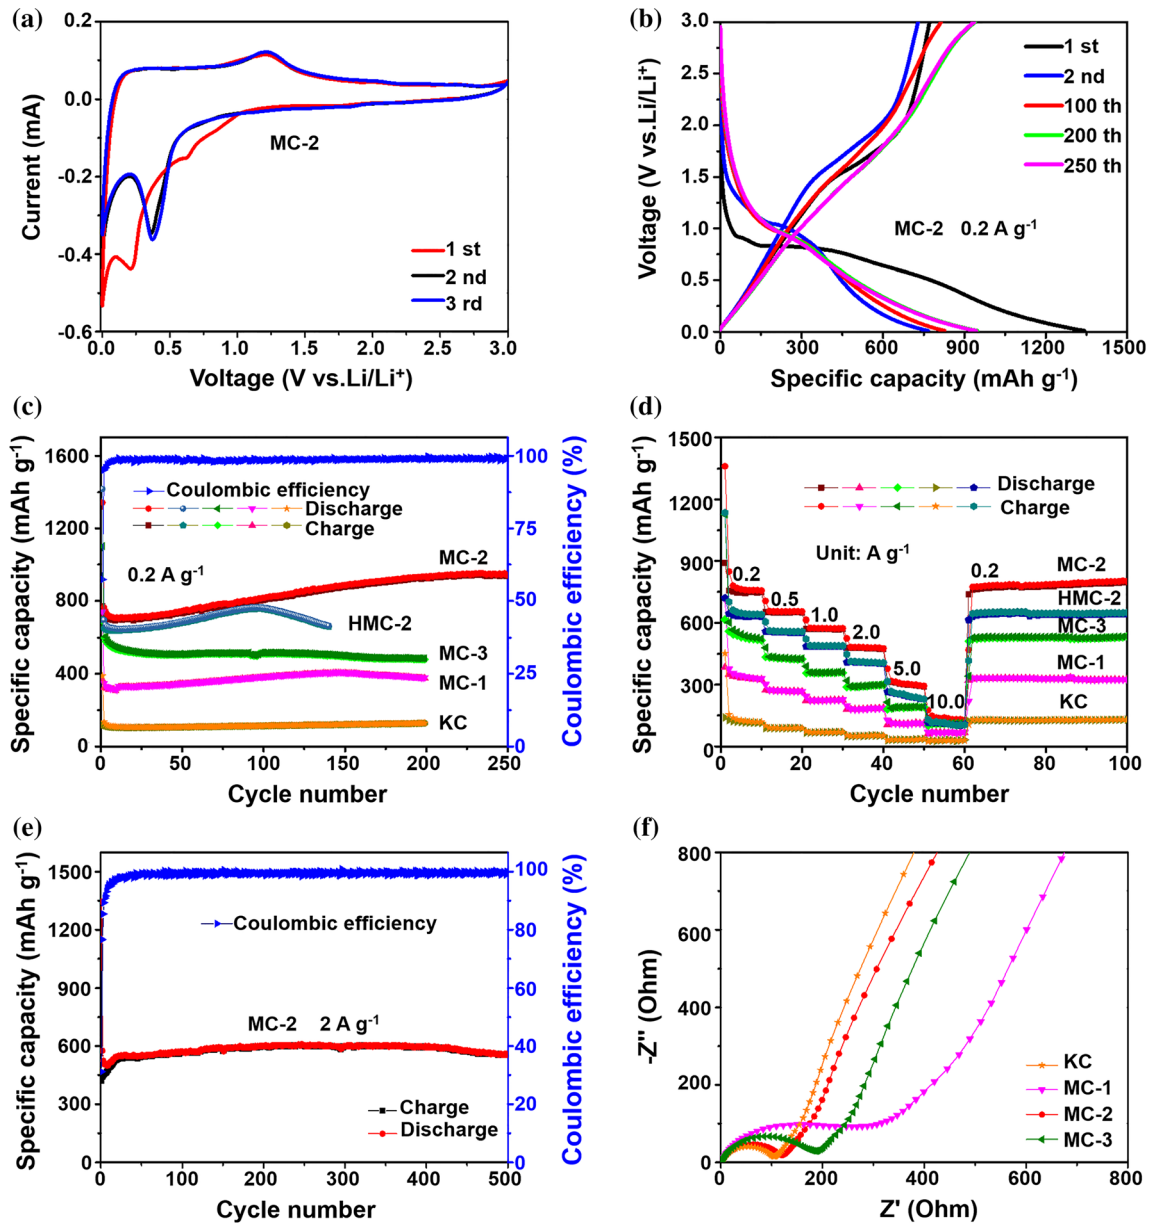 (a)
0.2
0.0
-0.2
-0.4
-0.6
Current (mA)
MC-2
1 st
2 nd
3 rd
0.0 0.5 1.0 1.5 2.0 2.5 3.0
Voltage (V vs.Li/Li⁺)
(b)
3.0
2.5
2.0
1.5
1.0
0.5
0.0
Voltage (V vs.Li/Li⁺)
1 st
2 nd
100 th
200 th
250 th
MC-2 0.2 A g⁻¹
0 300 600 900 1200 1500
Specific capacity (mAh g⁻¹)
(c)
1600
1200
800
400
0
Specific capacity (mAh g⁻¹)
Coulombic efficiency
Discharge
Charge
0.2 A g⁻¹
MC-2
HMC-2
MC-3
MC-1
KC
100
75
50
25
0
Coulombic efficiency (%)
0 50 100 150 200 250
Cycle number
(d)
1500
1200
900
600
300
0
Specific capacity (mAh g⁻¹)
Discharge
Charge
Unit: A g⁻¹
0.2
0.5
1.0
2.0
5.0
10.0
0.2
MC-2
HMC-2
MC-3
MC-1
KC
0 20 40 60 80 100
Cycle number
(e)
1500
1200
900
600
300
0
Specific capacity (mAh g⁻¹)
Coulombic efficiency
MC-2 2 A g⁻¹
Charge
Discharge
100
80
60
40
20
0
Coulombic efficiency (%)
0 100 200 300 400 500
Cycle number
(f)
800
600
400
200
0
-Z'' (Ohm)
KC
MC-1
MC-2
MC-3
0 200 400 600 800
Z' (Ohm)